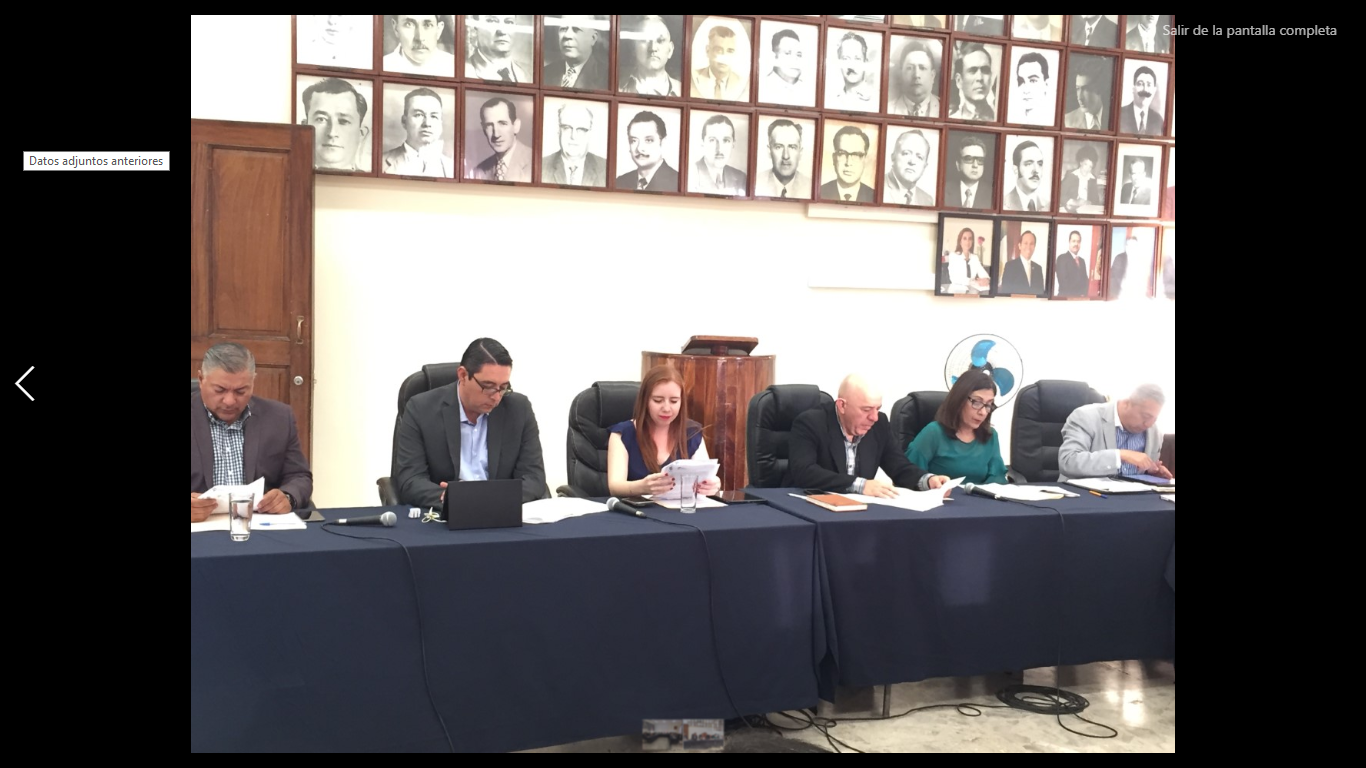 Salir de la pantalla completa
Datos adjuntos anteriores